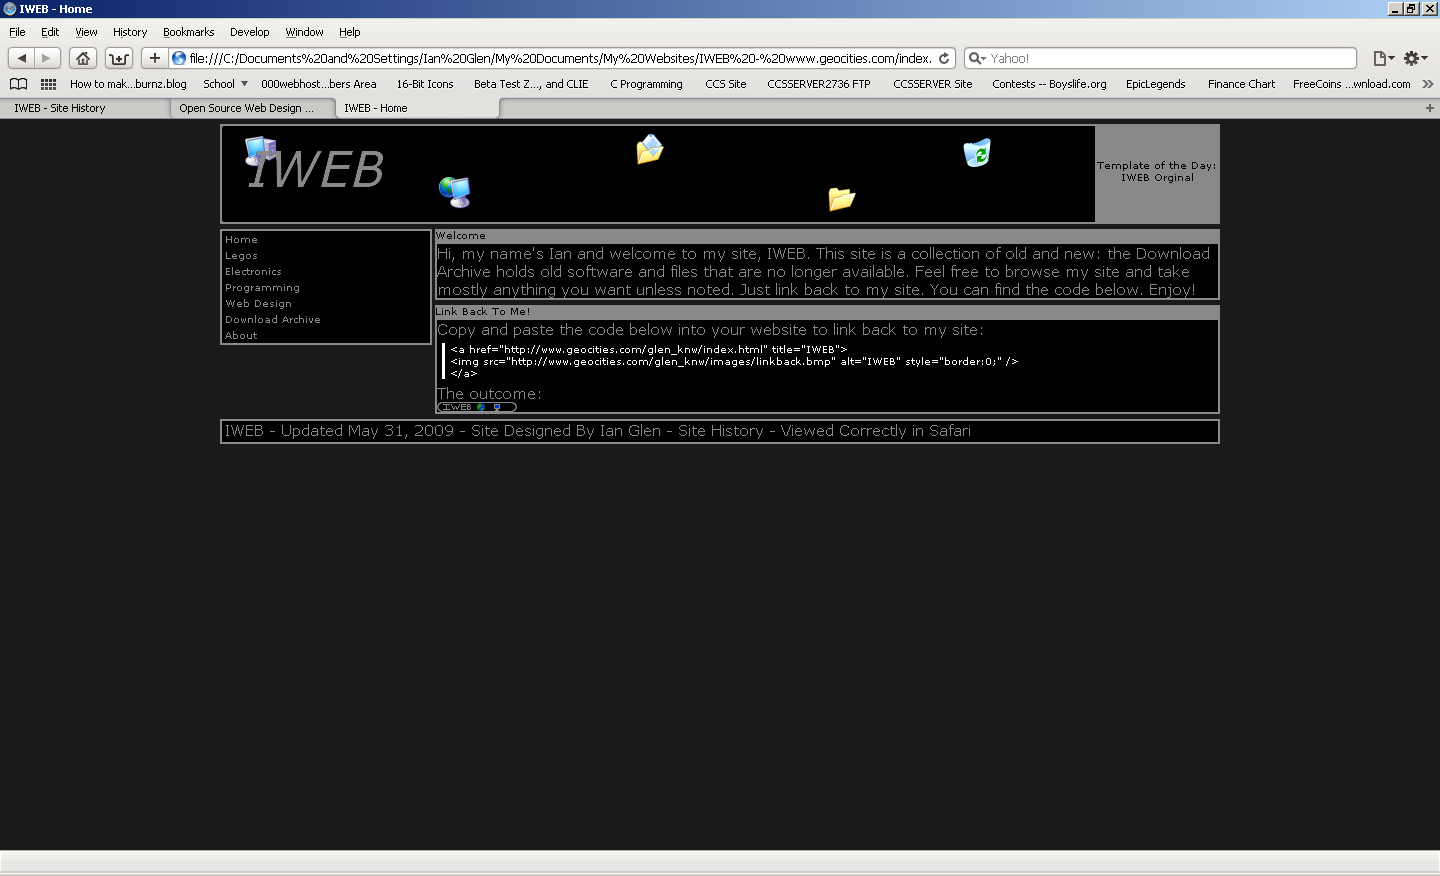 IWEB - Home
File Edit View History Bookmarks Develop Window Help
file:///C:/Documents%20and%20Settings/Ian%20Glen/My%20Documents/My%20Websites/IWEB%20-%20www.geocities.com/index. Yahoo!
How to mak...burnz.blog School 000webhost...bers Area 16-Bit Icons Beta Test Z..., and CLIE C Programming CCS Site CCSSERVER2736 FTP CCSSERVER Site Contests -- Boyslife.org EpicLegends Finance Chart FreeCoins ...wnload.com
IWEB - Site History Open Source Web Design ... IWEB - Home
IWEB
Template of the Day:
IWEB Orginal
Home
Legos
Electronics
Programming
Web Design
Download Archive
About
Welcome
Hi, my name's Ian and welcome to my site, IWEB. This site is a collection of old and new: the Download
Archive holds old software and files that are no longer available. Feel free to browse my site and take
mostly anything you want unless noted. Just link back to my site. You can find the code below. Enjoy!
Link Back To Me!
Copy and paste the code below into your website to link back to my site:
<a href="http://www.geocities.com/glen_knw/index.html" title="IWEB">
<img src="http://www.geocities.com/glen_knw/images/linkback.bmp" alt="IWEB" style="border:0;" />
</a>
The outcome:
IWEB
IWEB - Updated May 31, 2009 - Site Designed By Ian Glen - Site History - Viewed Correctly in Safari